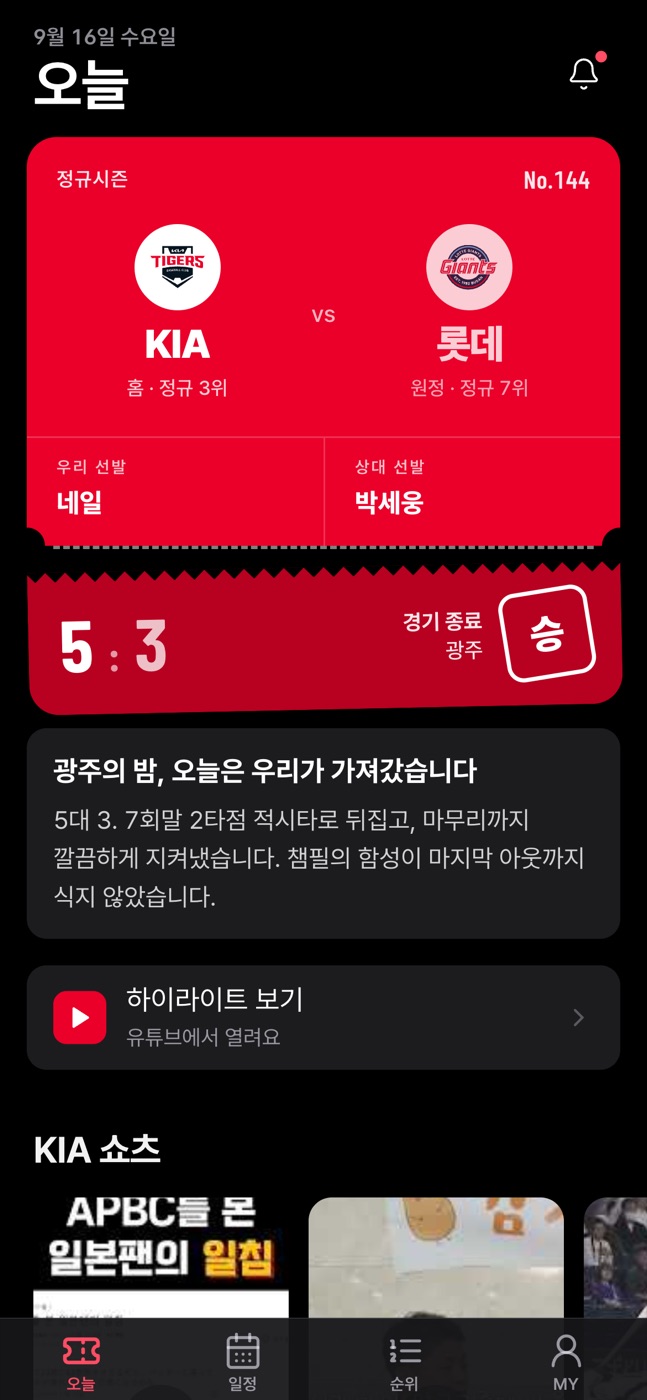 9월 16일 수요일
오늘
정규시즌
No.144
TIGERS
Giants
KIA
VS
롯데
홈 · 정규 3위
원정 · 정규 7위
우리 선발
상대 선발
네일
박세웅
5 : 3
경기 종료
광주
승
광주의 밤, 오늘은 우리가 가져갔습니다
5대 3. 7회말 2타점 적시타로 뒤집고, 마무리까지
깔끔하게 지켜냈습니다. 챔필의 함성이 마지막 아웃까지
식지 않았습니다.
하이라이트 보기
유튜브에서 열려요
KIA 쇼츠
APBC들 몬
일본팬의 일침
오늘
일정
순위
MY